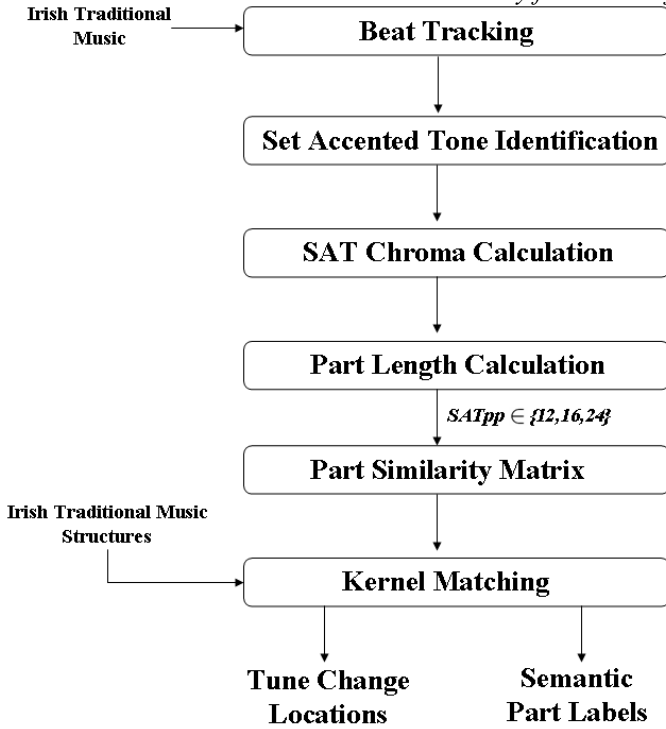 Irish Traditional
Music
Beat Tracking
Set Accented Tone Identification
SAT Chroma Calculation
Part Length Calculation
SATpp ∈ {12,16,24}
Part Similarity Matrix
Irish Traditional Music
Structures
Kernel Matching
Tune Change
Locations
Semantic
Part Labels